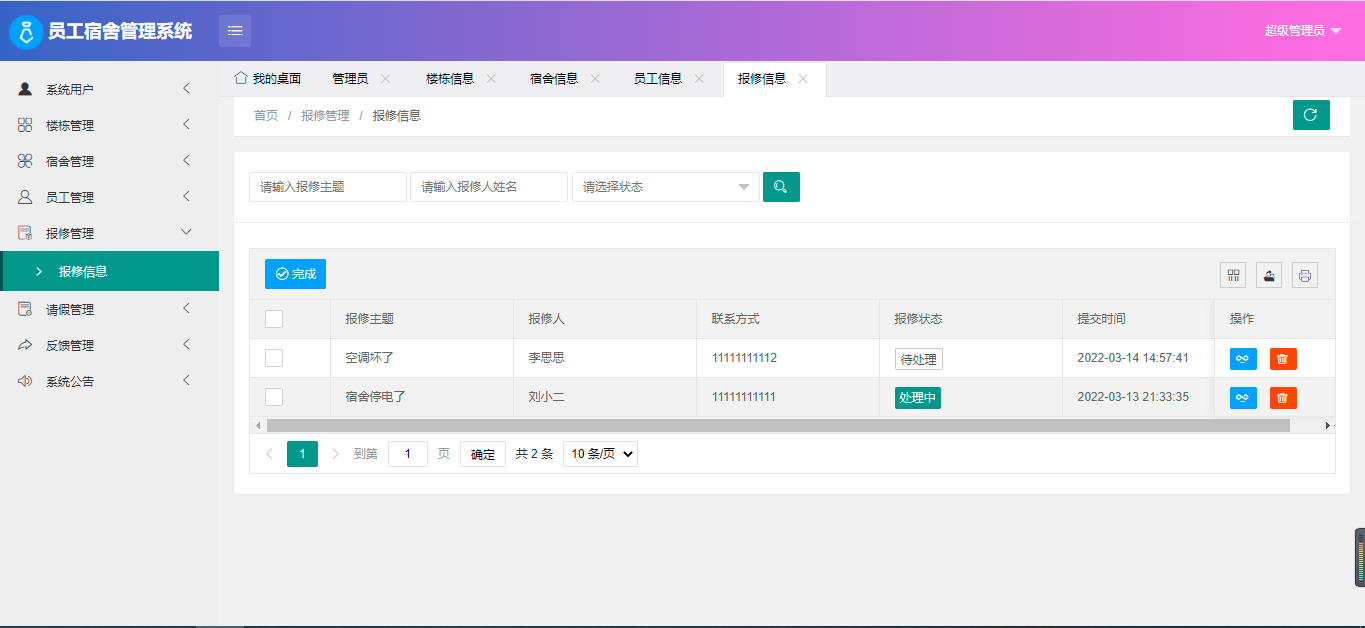 员工宿舍管理系统
超级管理员
系统用户
楼栋管理
宿舍管理
员工管理
报修管理
报修信息
请假管理
反馈管理
系统公告
我的桌面 管理员 楼栋信息 宿舍信息 员工信息 报修信息
首页 / 报修管理 / 报修信息
请输入报修主题 请输入报修人姓名 请选择状态
完成
报修主题 报修人 联系方式 报修状态 提交时间 操作
空调坏了 李思思 11111111112 待处理 2022-03-14 14:57:41
宿舍停电了 刘小二 11111111111 处理中 2022-03-13 21:33:35
1 到第 1 页 确定 共 2 条 10 条/页